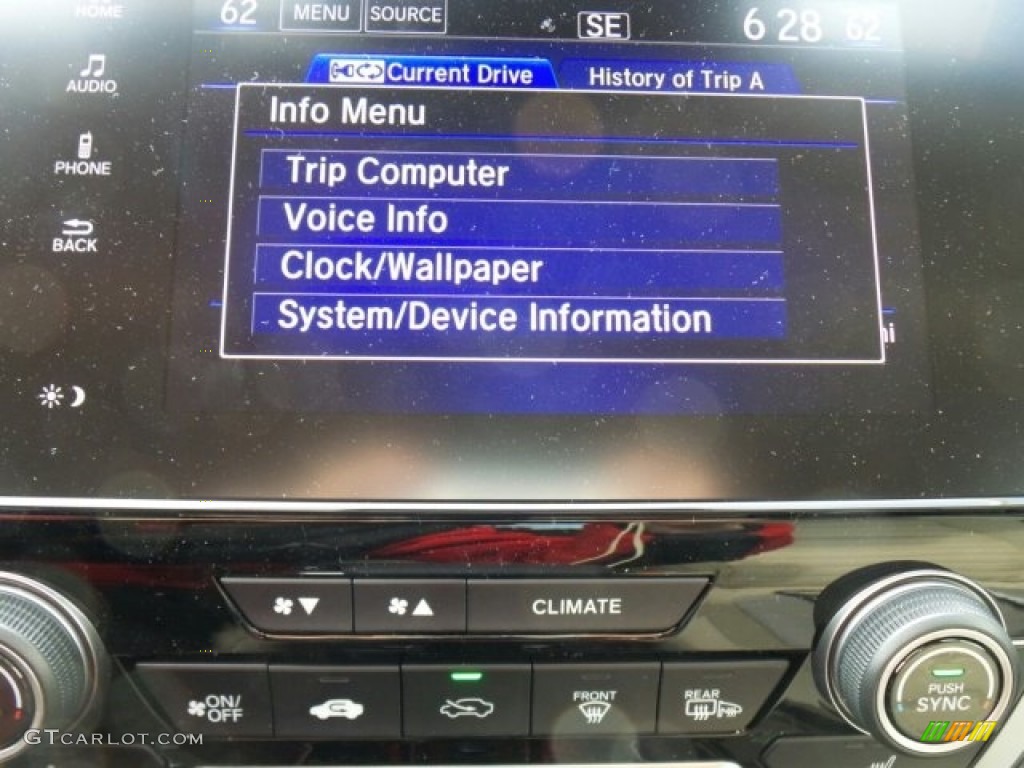 HOME
62 MENU SOURCE SE 6 28 62
AUDIO
Current Drive History of Trip A
Info Menu
PHONE
Trip Computer
Voice Info
BACK
Clock/Wallpaper
System/Device Information
CLIMATE
ON/OFF
FRONT
REAR
PUSH
SYNC
GTCARLOT.COM